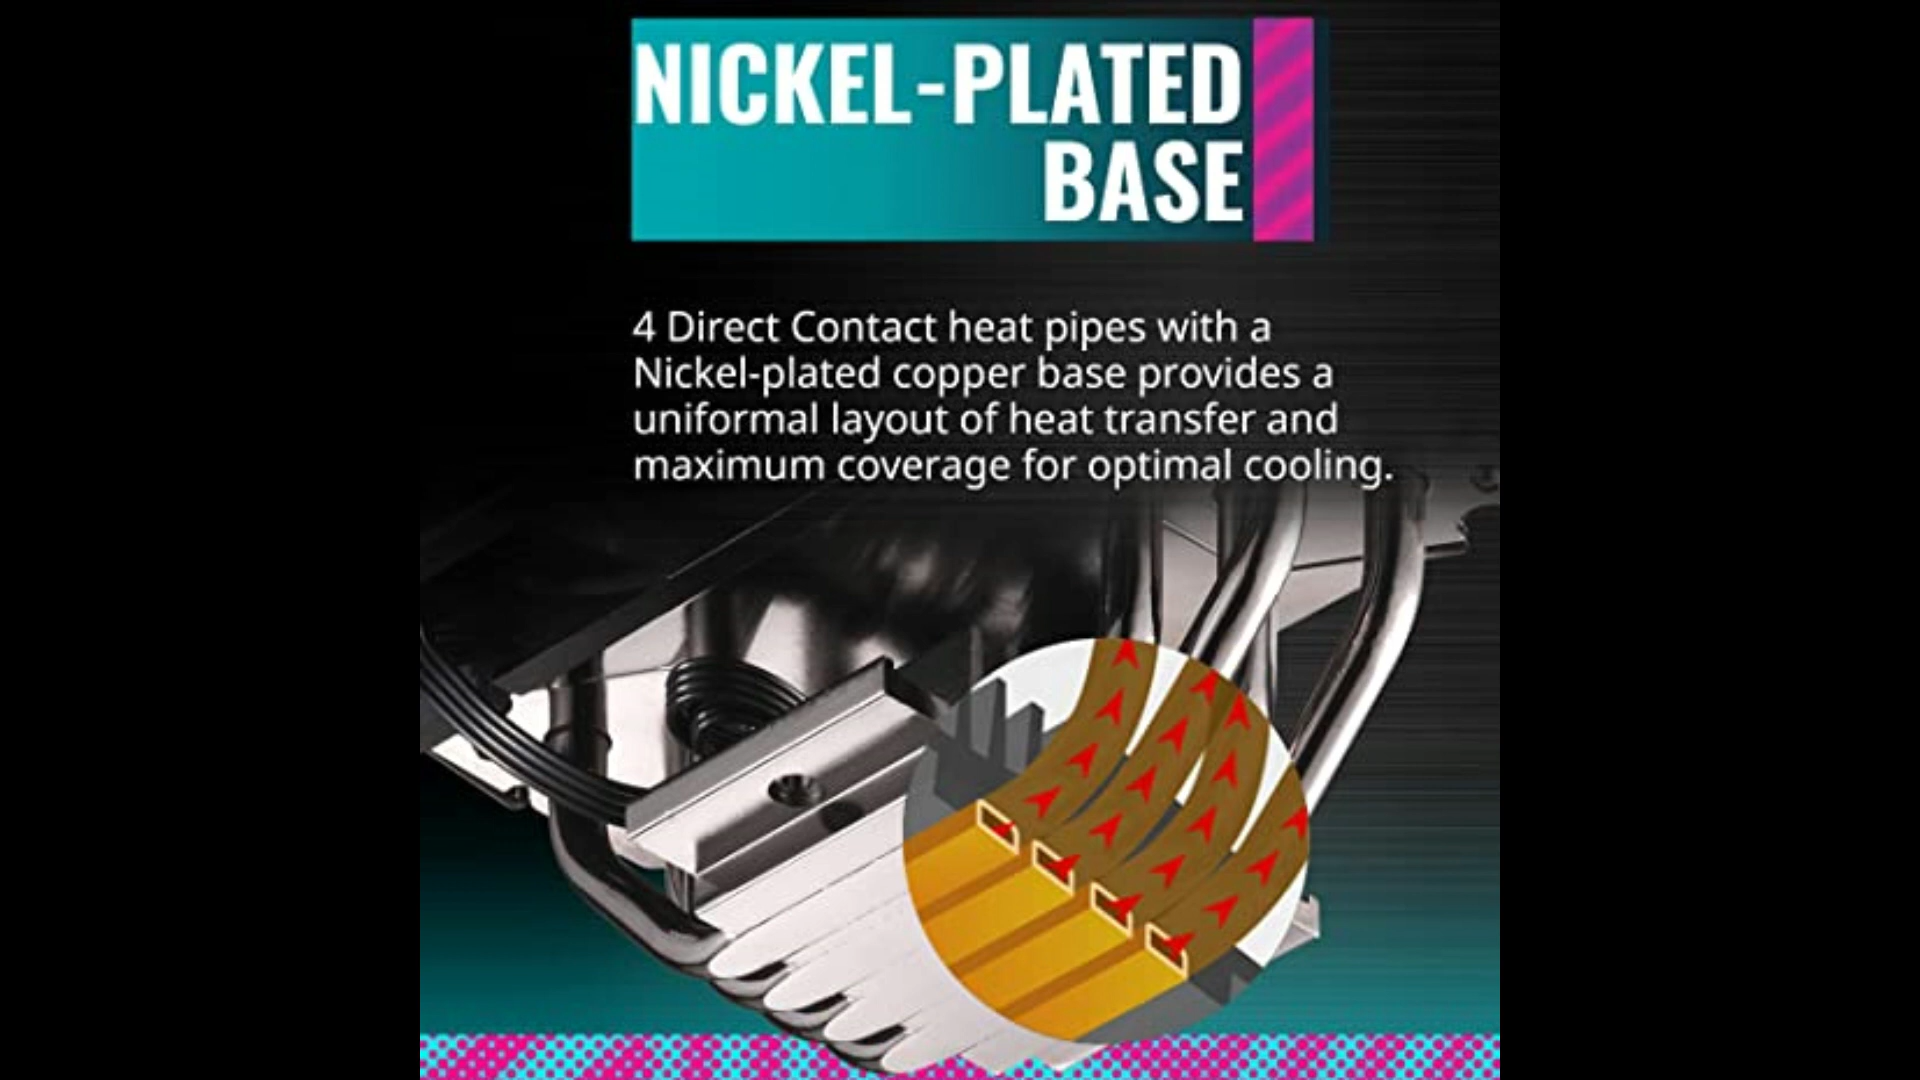 NICKEL-PLATED
BASE
4 Direct Contact heat pipes with a
Nickel-plated copper base provides a
uniformal layout of heat transfer and
maximum coverage for optimal cooling.